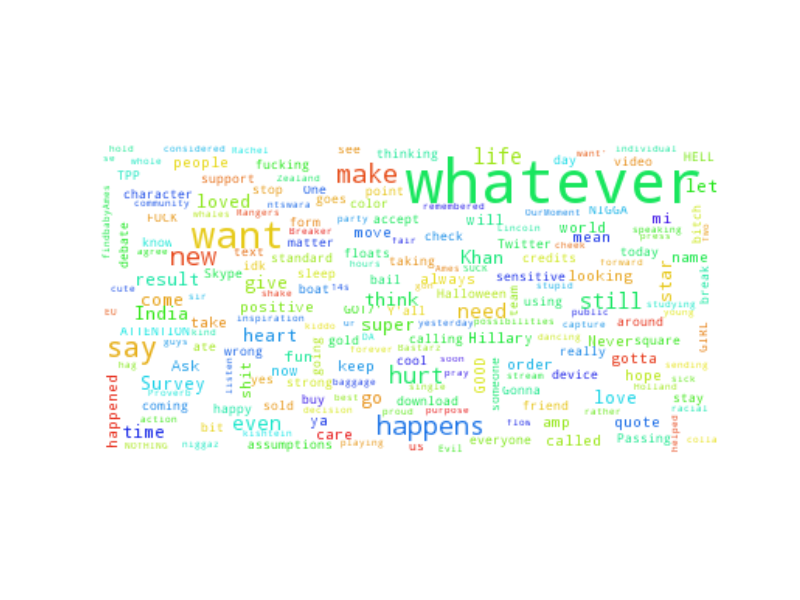 hold considered Rachel see thinking life day want' individual
se whole people fucking video HELL
TPP support Zealand make whatever let
character stop One goes point
community loved ntswara color remembered
findbabyAmes FUCK whales Rangers form party accept will OurMoment NIGGA mi bitch Two
debate know want Breaker matter move fair check Lincoln world mean speaking press
agree new text standard floats taking Twitter cheek Khan credits today name
idk sleep hours bail Ames suck forward star break
result Skype give always sensitive stupid looking
cute sir shake boat 14s gun Halloween team using still studying
come positive think need public young
EU India take inspiration GOT7 Y'all possibilities capture around
ATTENTION kind kiddo ur super yesterday
guys ate heart gold DA calling Hillary dancing Never square GIRL
say wrong fun going forever Bastarz really
hag Ask listen shit now keep cool soon GOOD someone order gotta
Survey yes strong baggage hurt pray device hope sending sick
happened Proverb single Gonna Holland
coming happy sold buy best go download stream love stay
action decision proud purpose friend rather racial
time bit even ya happens flow amp quote helped
NOTHING niggaz assumptions care playing us Evil everyone called Passing